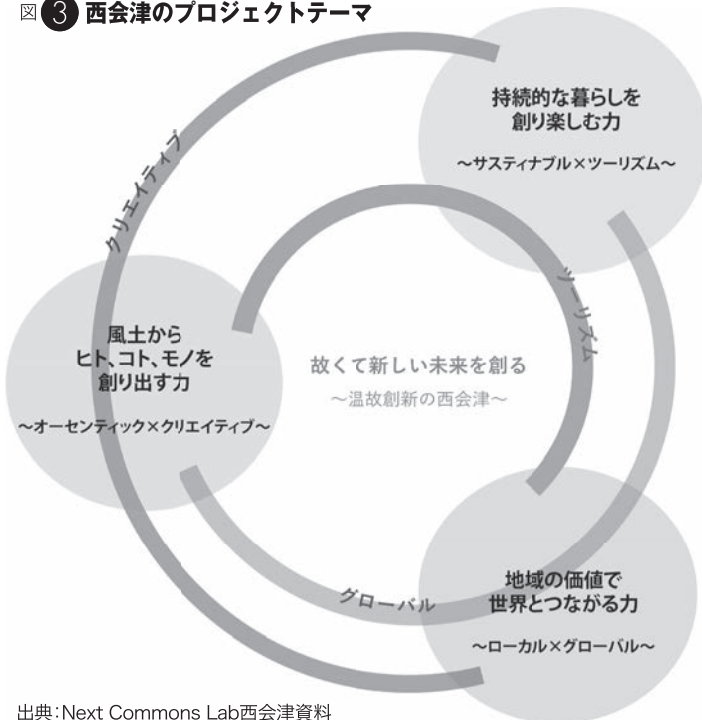 図3 西会津のプロジェクトテーマ
持続的な暮らしを
創り楽しむ力
～サスティナブル×ツーリズム～
クリエイティブ
ツーリズム
風土から
ヒト、コト、モノを
創り出す力
～オーセンティック×クリエイティブ～
故くて新しい未来を創る
～温故創新の西会津～
グローバル
地域の価値で
世界とつながる力
～ローカル×グローバル～
出典：Next Commons Lab西会津資料